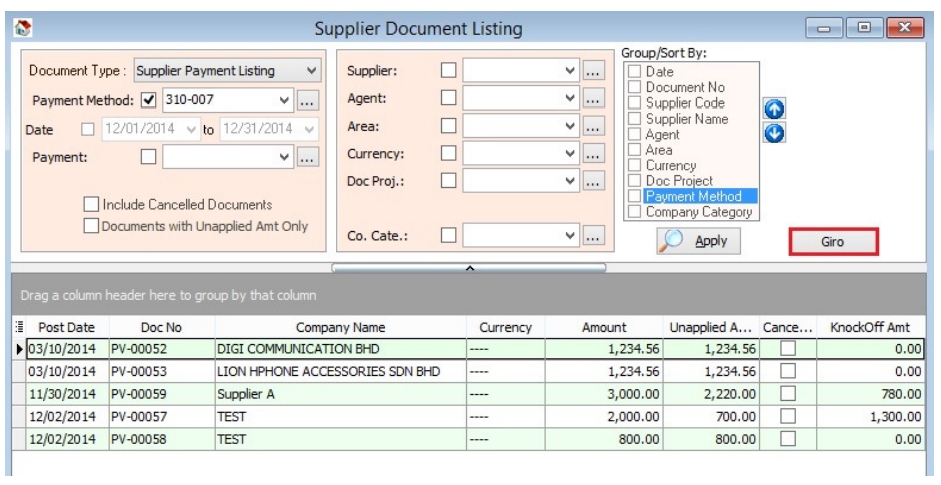 Supplier Document Listing
Document Type : Supplier Payment Listing
Payment Method: 310-007 ...
Date 12/01/2014 to 12/31/2014
Payment: ...
Include Cancelled Documents
Documents with Unapplied Amt Only
Supplier: ...
Agent: ...
Area: ...
Currency: ...
Doc Proj.: ...
Co. Cate.: ...
Group/Sort By:
Date
Document No
Supplier Code
Supplier Name
Agent
Area
Currency
Doc Project
Payment Method
Company Category
Apply
Giro
Drag a column header here to group by that column
Post Date Doc No Company Name Currency Amount Unapplied A... Cance... KnockOff Amt
03/10/2014 PV-00052 DIGI COMMUNICATION BHD ---- 1,234.56 1,234.56 0.00
03/10/2014 PV-00053 LION HPHONE ACCESSORIES SDN BHD ---- 1,234.56 1,234.56 0.00
11/30/2014 PV-00059 Supplier A ---- 3,000.00 2,220.00 780.00
12/02/2014 PV-00057 TEST ---- 2,000.00 700.00 1,300.00
12/02/2014 PV-00058 TEST ---- 800.00 800.00 0.00